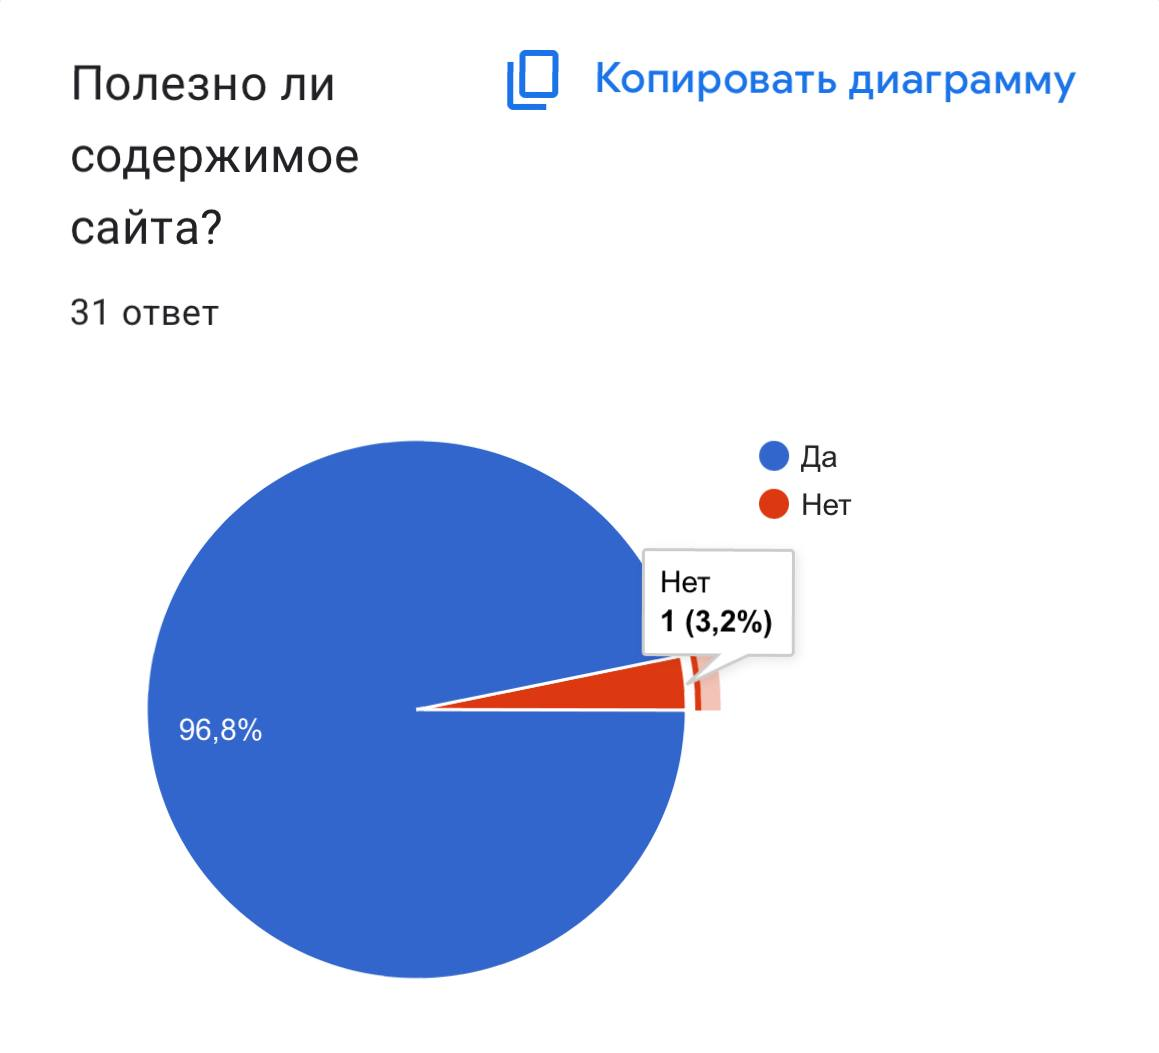 Полезно ли
содержимое
сайта?
Копировать диаграмму
31 ответ
Да
Нет
Нет
1 (3,2%)
96,8%